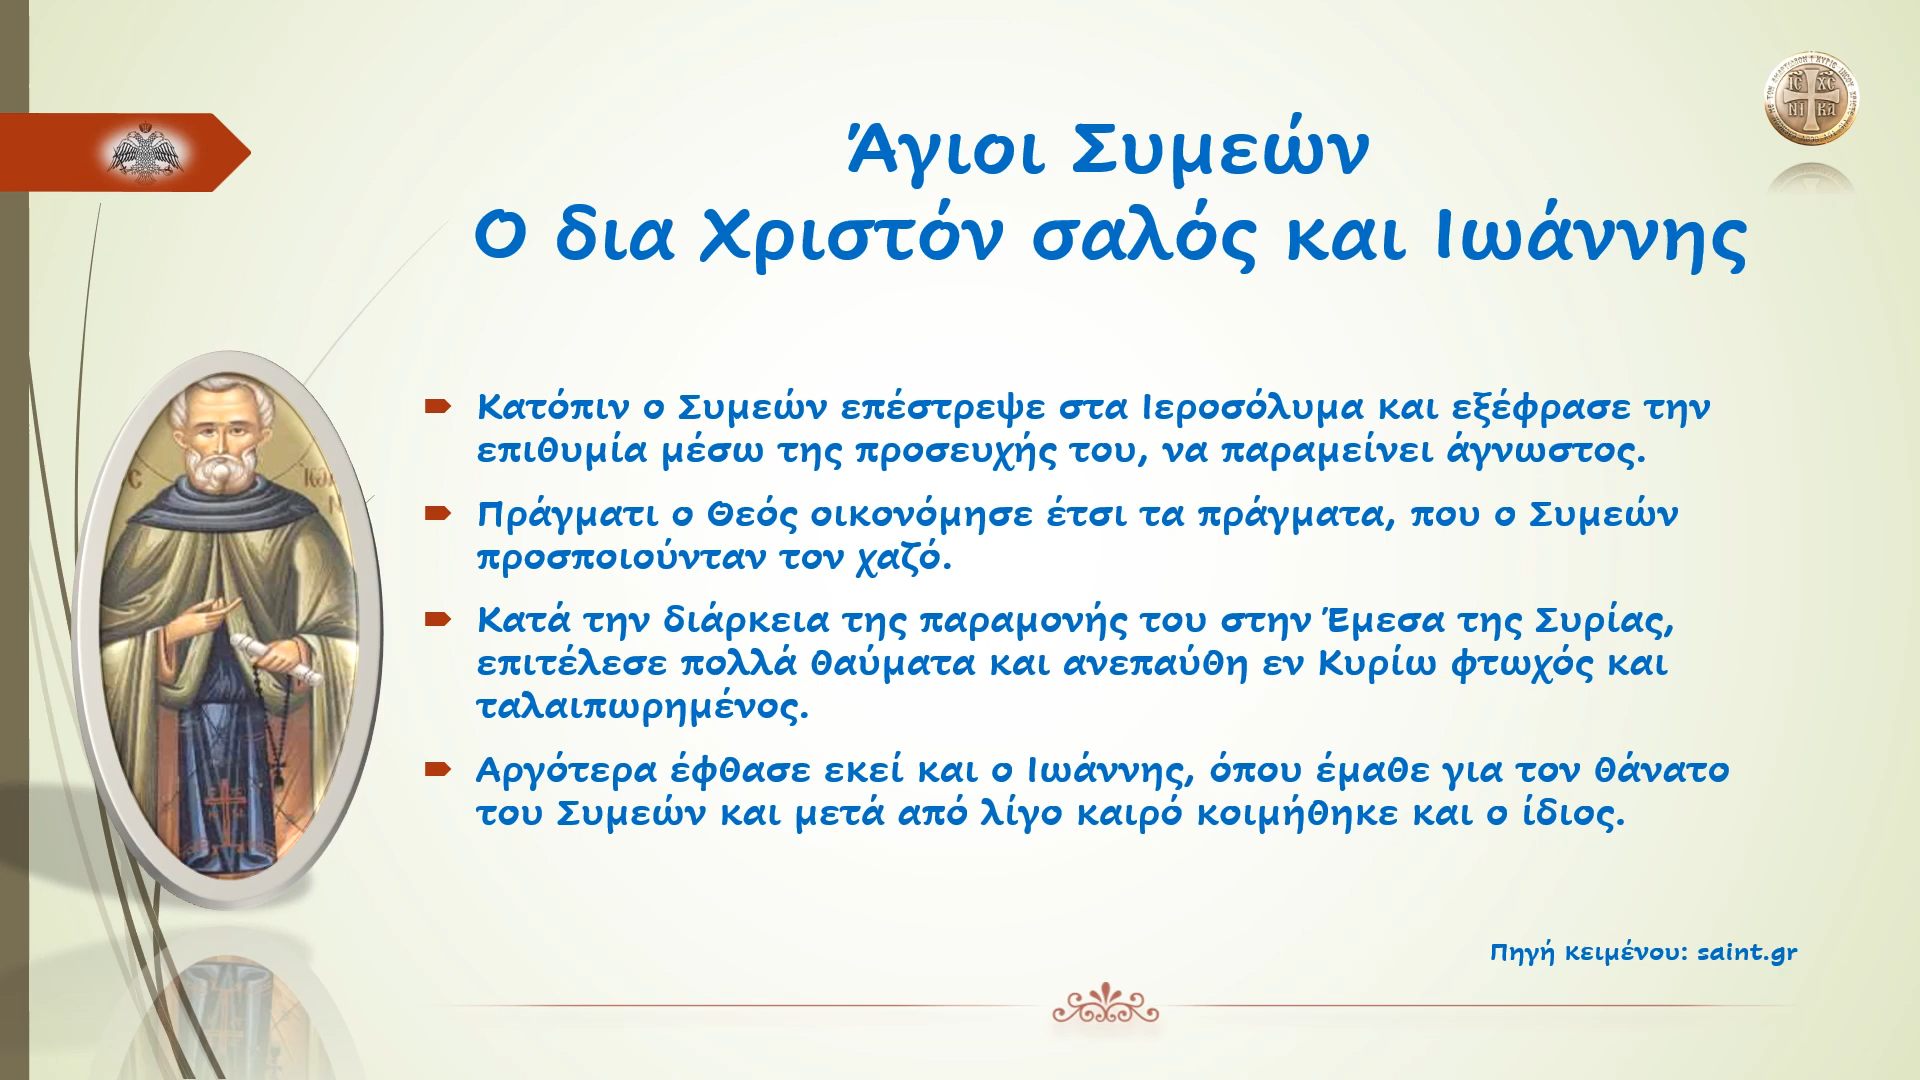 Άγιοι Συμεών
Ο δια Χριστόν σαλός και Ιωάννης
Κατόπιν ο Συμεών επέστρεψε στα Ιεροσόλυμα και εξέφρασε την
επιθυμία μέσω της προσευχής του, να παραμείνει άγνωστος.
Πράγματι ο Θεός οικονόμησε έτσι τα πράγματα, που ο Συμεών
προσποιούνταν τον χαζό.
Κατά την διάρκεια της παραμονής του στην Έμεσα της Συρίας,
επιτέλεσε πολλά θαύματα και ανεπαύθη εν Κυρίω φτωχός και
ταλαιπωρημένος.
Αργότερα έφθασε εκεί και ο Ιωάννης, όπου έμαθε για τον θάνατο
του Συμεών και μετά από λίγο καιρό κοιμήθηκε και ο ίδιος.
Πηγή κειμένου: saint.gr
IC XC
NI KA